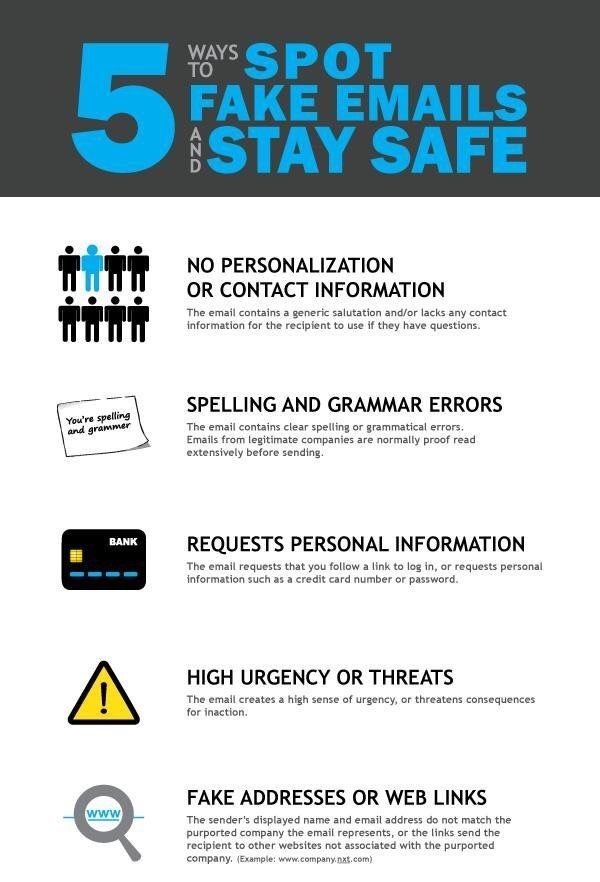 5 WAYS TO SPOT
FAKE EMAILS
AND STAY SAFE
NO PERSONALIZATION
OR CONTACT INFORMATION
The email contains a generic salutation and/or lacks any contact
information for the recipient to use if they have questions.
You're spelling
and grammer
SPELLING AND GRAMMAR ERRORS
The email contains clear spelling or grammatical errors.
Emails from legitimate companies are normally proof read
extensively before sending.
BANK
REQUESTS PERSONAL INFORMATION
The email requests that you follow a link to log in, or requests personal
information such as a credit card number or password.
!
HIGH URGENCY OR THREATS
The email creates a high sense of urgency, or threatens consequences
for inaction.
www
FAKE ADDRESSES OR WEB LINKS
The sender's displayed name and email address do not match the
purported company the email represents, or the links send the
recipient to other websites not associated with the purported
company. (Example: www.company.nxt.com)